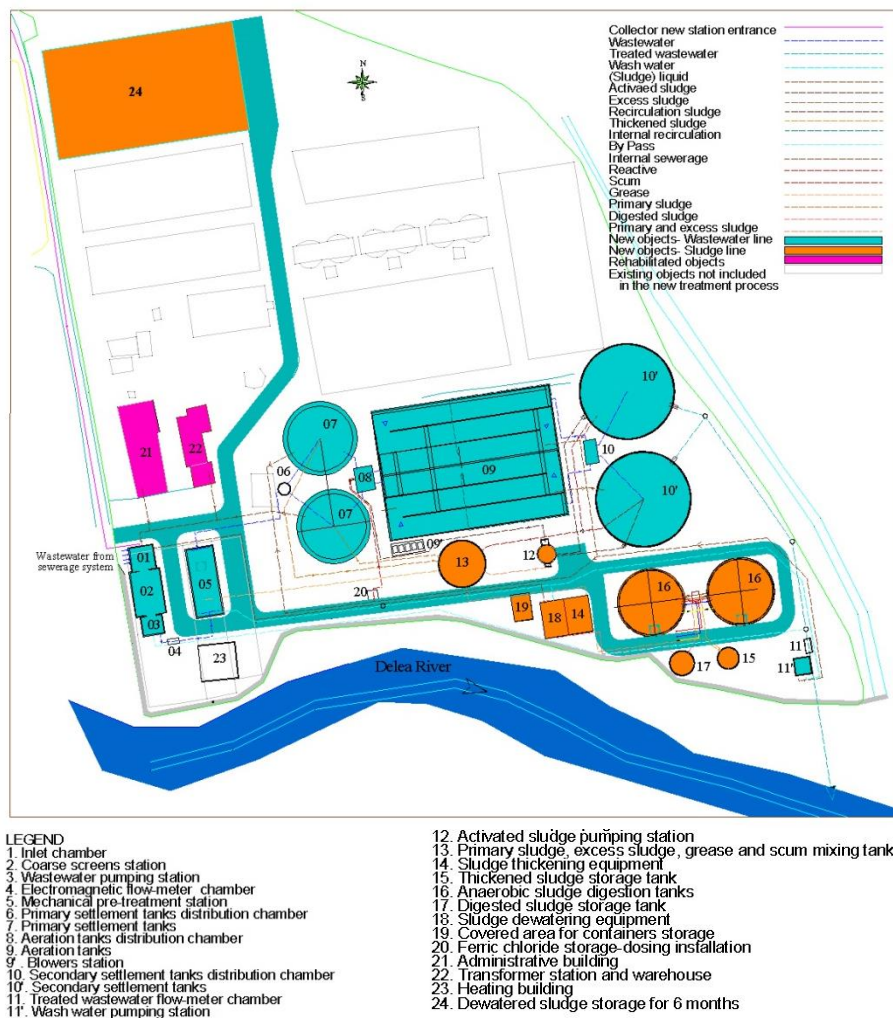 Collector new station entrance
Wastewater
Treated wastewater
Wash water
(Sludge) liquid
Activaed sludge
Excess sludge
Recirculation sludge
Thickened sludge
Internal recirculation
By Pass
Internal sewerage
Reactive
Scum
Grease
Primary sludge
Digested sludge
Primary and excess sludge
New objects- Wastewater line
New objects- Sludge line
Rehabilitated objects
Existing objects not included
in the new treatment process
N
S
24
10'
07
10
21
22
06
08
09
10'
07
Wastewater from
sewerage system
01
09'
12
02
05
13
20
16
16
03
19
18
14
04
23
11
17
15
11'
Delea River
LEGEND
1. Inlet chamber
2. Coarse screens station
3. Wastewater pumping station
4. Electromagnetic flow-meter chamber
5. Mechanical pre-treatment station
6. Primary settlement tanks distribution chamber
7. Primary settlement tanks
8. Aeration tanks distribution chamber
9. Aeration tanks
9'. Blowers station
10. Secondary settlement tanks distribution chamber
10'. Secondary settlement tanks
11. Treated wastewater flow-meter chamber
11'. Wash water pumping station
12. Activated sludge pumping station
13. Primary sludge, excess sludge, grease and scum mixing tank
14. Sludge thickening equipment
15. Thickened sludge storage tank
16. Anaerobic sludge digestion tanks
17. Digested sludge storage tank
18. Sludge dewatering equipment
19. Covered area for containers storage
20. Ferric chloride storage-dosing installation
21. Administrative building
22. Transformer station and warehouse
23. Heating building
24. Dewatered sludge storage for 6 months